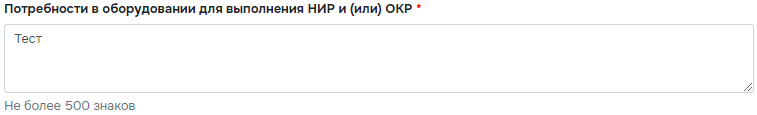 Потребности в оборудовании для выполнения НИР и (или) ОКР *
Тест
Не более 500 знаков